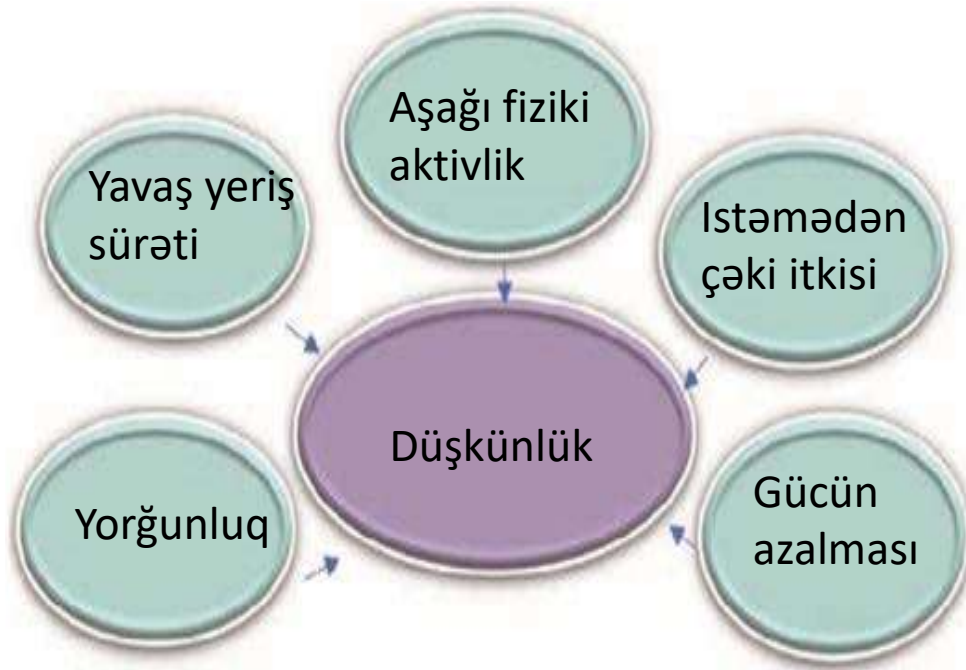 Aşağı fiziki
aktivlik
Yavaş yeriş
sürəti
Istəmədən
çəki itkisi
Düşkünlük
Yorğunluq
Gücün
azalması